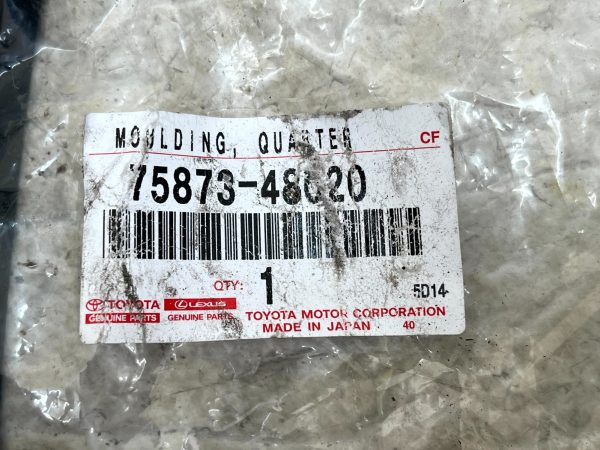 MOULDING, QUARTER
CF
75873-48020
QTY: 1
5D14
TOYOTA
GENUINE PARTS
LEXUS
GENUINE PARTS
TOYOTA MOTOR CORPORATION
MADE IN JAPAN 40